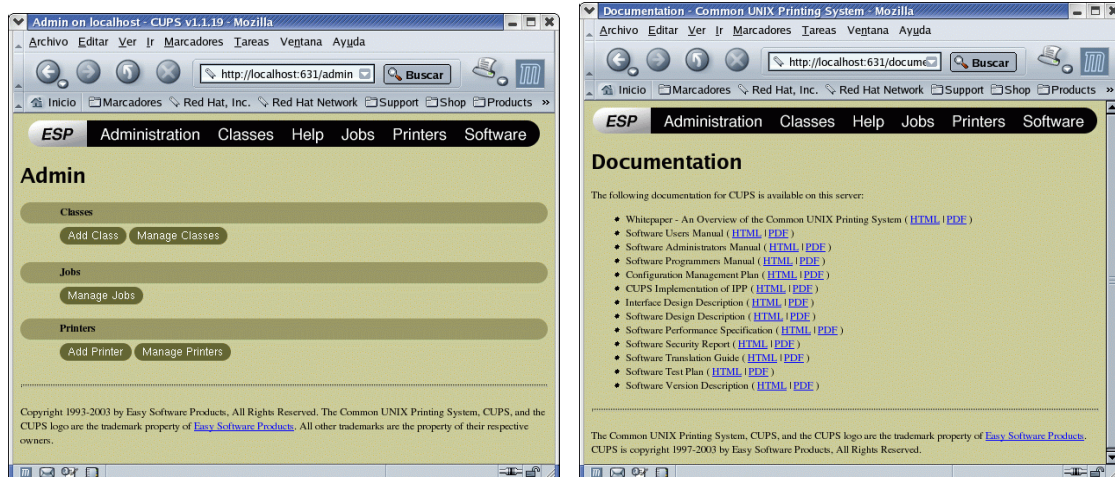 Admin on localhost - CUPS v1.1.19 - Mozilla
Archivo Editar Ver Ir Marcadores Tareas Ventana Ayuda
http://localhost:631/admin Buscar
Inicio Marcadores Red Hat, Inc. Red Hat Network Support Shop Products »
ESP Administration Classes Help Jobs Printers Software
Admin
Classes
Add Class Manage Classes
Jobs
Manage Jobs
Printers
Add Printer Manage Printers
Copyright 1993-2003 by Easy Software Products, All Rights Reserved. The Common UNIX Printing System, CUPS, and the
CUPS logo are the trademark property of Easy Software Products. All other trademarks are the property of their respective
owners.
Documentation - Common UNIX Printing System - Mozilla
Archivo Editar Ver Ir Marcadores Tareas Ventana Ayuda
http://localhost:631/docume Buscar
Inicio Marcadores Red Hat, Inc. Red Hat Network Support Shop Products »
ESP Administration Classes Help Jobs Printers Software
Documentation
The following documentation for CUPS is available on this server:
Whitepaper - An Overview of the Common UNIX Printing System ( HTML | PDF )
Software Users Manual ( HTML | PDF )
Software Administrators Manual ( HTML | PDF )
Software Programmers Manual ( HTML | PDF )
Configuration Management Plan ( HTML | PDF )
CUPS Implementation of IPP ( HTML | PDF )
Interface Design Description ( HTML | PDF )
Software Design Description ( HTML | PDF )
Software Performance Specification ( HTML | PDF )
Software Security Report ( HTML | PDF )
Software Translation Guide ( HTML | PDF )
Software Test Plan ( HTML | PDF )
Software Version Description ( HTML | PDF )
The Common UNIX Printing System, CUPS, and the CUPS logo are the trademark property of Easy Software Products.
CUPS is copyright 1997-2003 by Easy Software Products, All Rights Reserved.